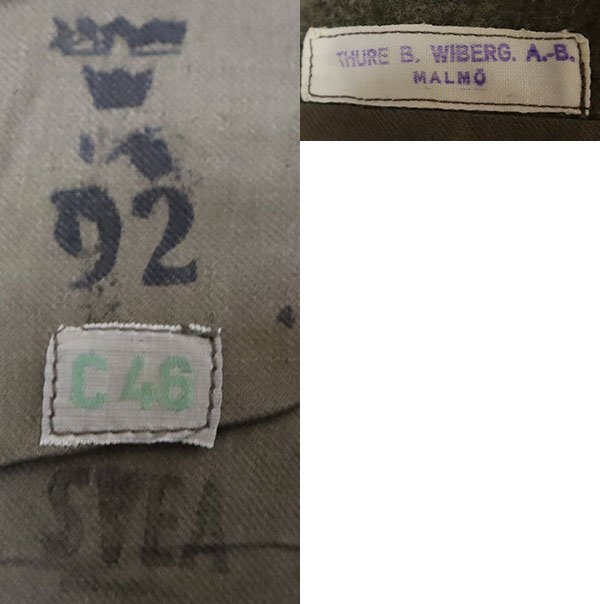 92
C 46
SVEA
THURE B. WIBERG. A.-B.
MALMÖ